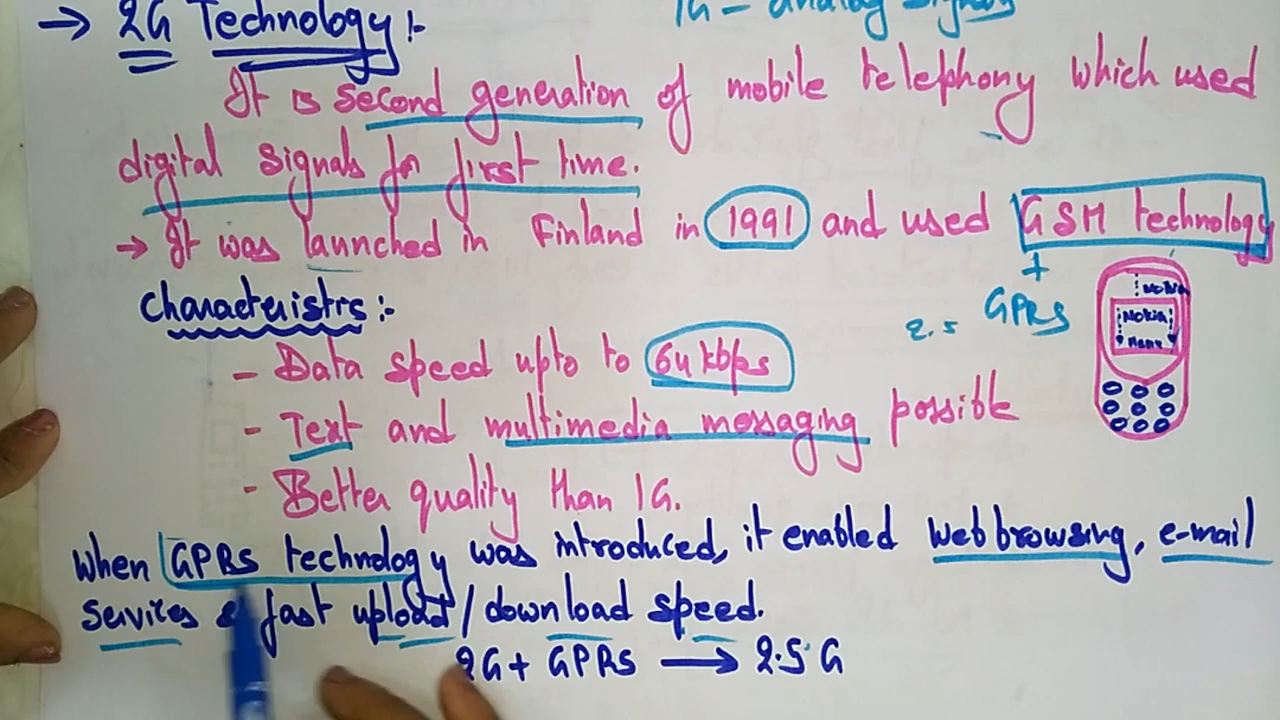 1G - analog signals
→ 2G Technology:-
It is second generation of mobile telephony which used
digital signals for first time.
→ It was launched in Finland in 1991 and used GSM technology
+
GPRS
2.5
Nokia
Nokia
Menu
Characteristrs:-
- Data speed upto to 64 kbps
- Text and multimedia messaging possible
- Better quality than 1G.
When GPRS technology was introduced, it enabled web browsing, e-mail
services & fast upload/download speed.
2G + GPRS → 2.5 G